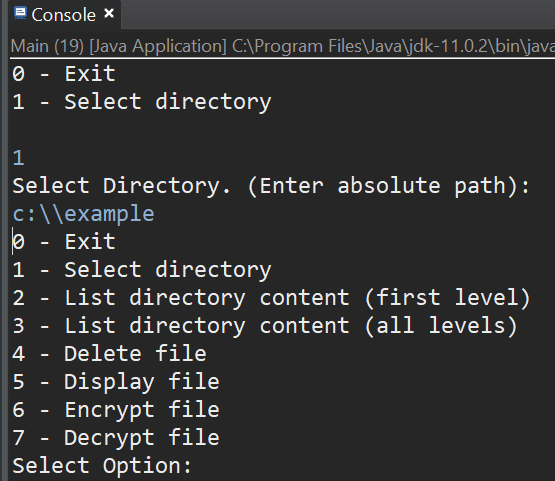 Console
Main (19) [Java Application] C:\Program Files\Java\jdk-11.0.2\bin\java
0 - Exit
1 - Select directory
1
Select Directory. (Enter absolute path):
c:\\example
0 - Exit
1 - Select directory
2 - List directory content (first level)
3 - List directory content (all levels)
4 - Delete file
5 - Display file
6 - Encrypt file
7 - Decrypt file
Select Option: